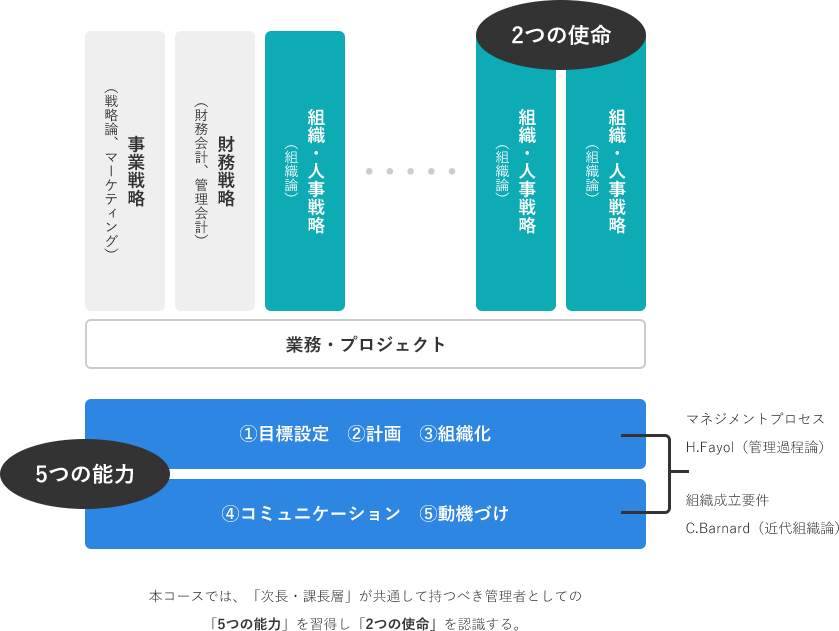 2つの使命
事業戦略
（戦略論、マーケティング）
財務戦略
（財務会計、管理会計）
組織・人事戦略
（組織論）
組織・人事戦略
（組織論）
組織・人事戦略
（組織論）
業務・プロジェクト
①目標設定　②計画　③組織化
5つの能力
④コミュニケーション　⑤動機づけ
マネジメントプロセス
H.Fayol（管理過程論）
組織成立要件
C.Barnard（近代組織論）
本コースでは、「次長・課長層」が共通して持つべき管理者としての
「5つの能力」を習得し「2つの使命」を認識する。